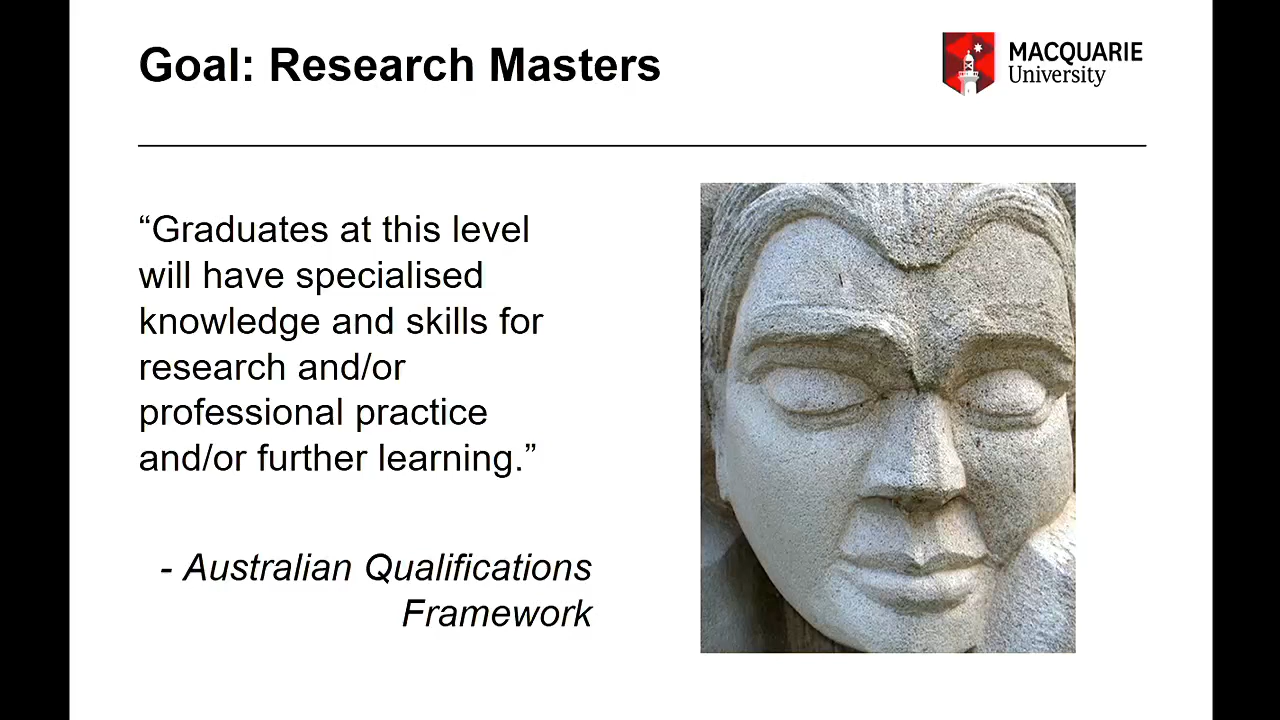 Goal: Research Masters
MACQUARIE
University
“Graduates at this level
will have specialised
knowledge and skills for
research and/or
professional practice
and/or further learning.”
- Australian Qualifications
Framework